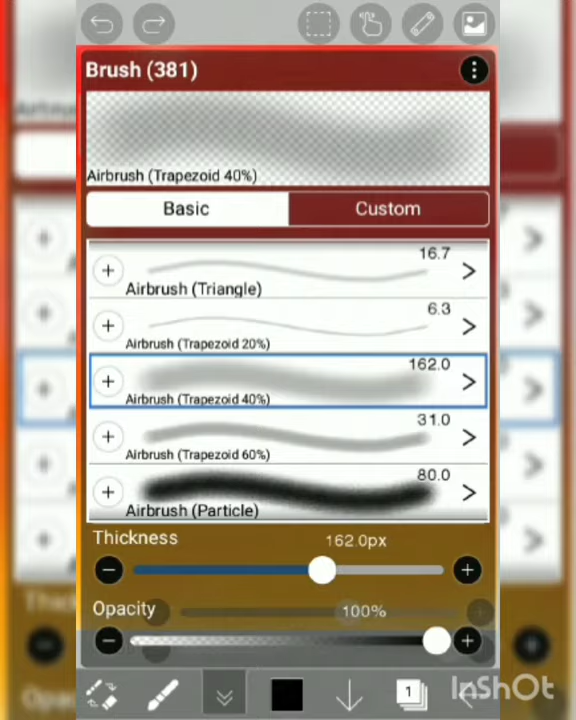 Brush (381)
Airbrush (Trapezoid 40%)
Basic
Custom
16.7
Airbrush (Triangle)
6.3
Airbrush (Trapezoid 20%)
162.0
Airbrush (Trapezoid 40%)
31.0
Airbrush (Trapezoid 60%)
80.0
Airbrush (Particle)
Thickness
162.0px
Opacity
100%
1
InShOt